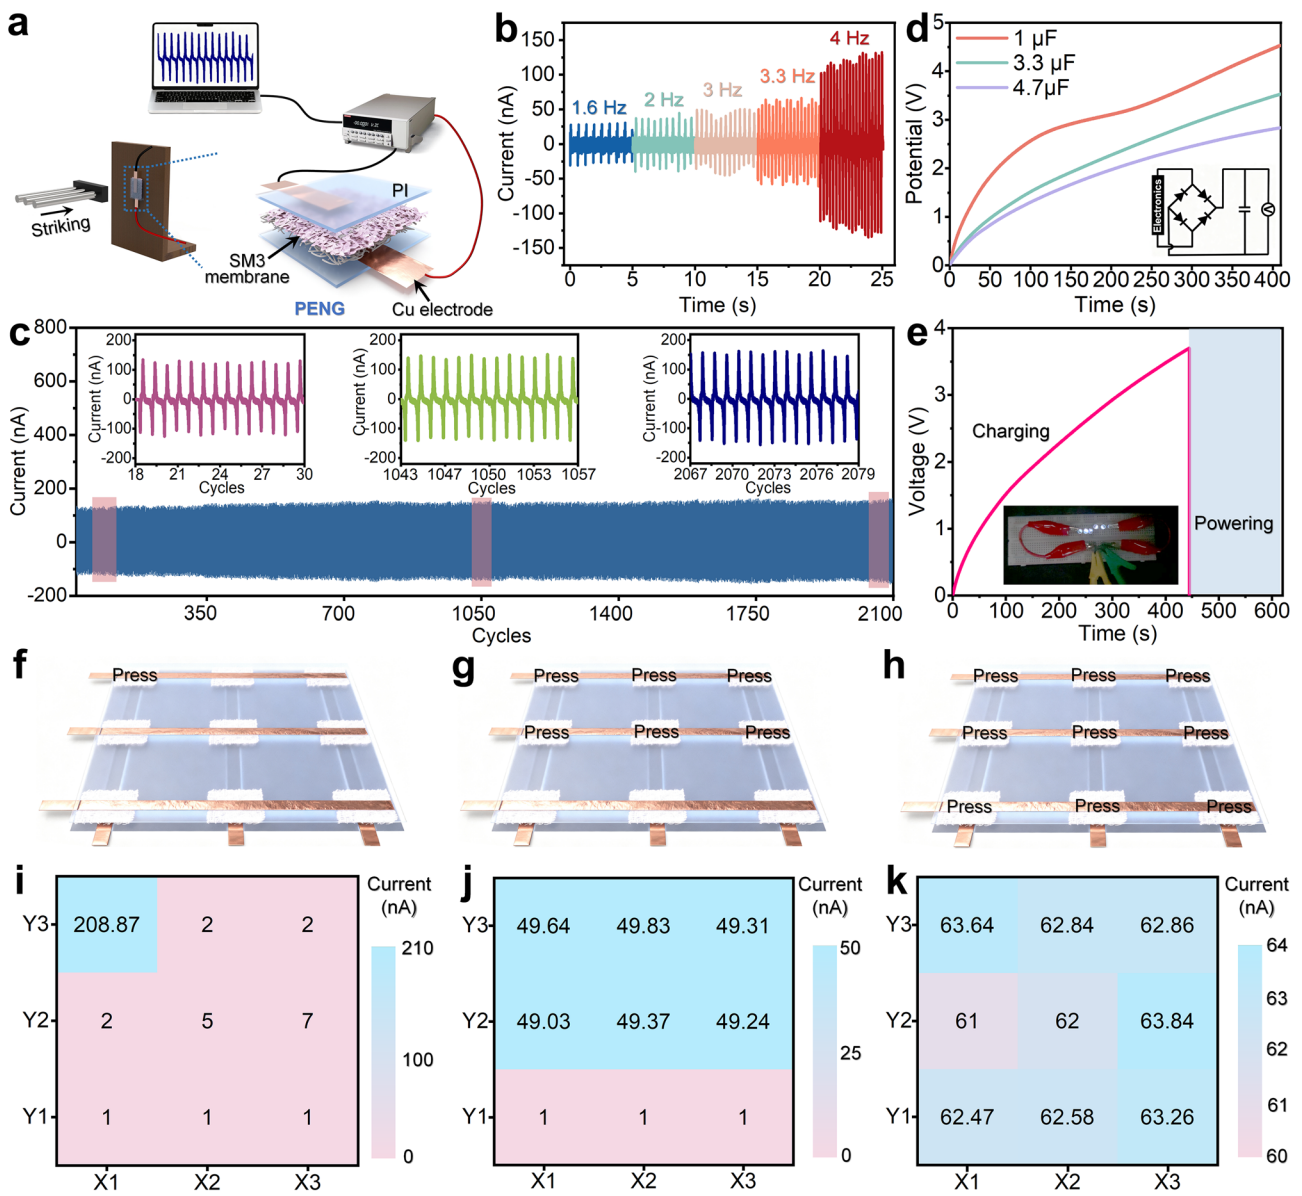 a
Striking
PI
SM3
membrane
Cu electrode
PENG
b
Current (nA)
150
100
50
0
-50
-100
-150
1.6 Hz
2 Hz
3 Hz
3.3 Hz
4 Hz
0
5
10
15
20
25
Time (s)
d
Potential (V)
5
4
3
2
1
0
1 μF
3.3 μF
4.7μF
Electronics
0
50
100
150
200
250
300
350
400
Time (s)
c
Current (nA)
800
600
400
200
0
-200
350
700
1050
1400
1750
2100
Cycles
Current (nA)
200
100
0
-100
-200
18
21
24
27
30
Cycles
Current (nA)
200
100
0
-100
-200
1043
1047
1050
1053
1057
Cycles
Current (nA)
200
100
0
-100
-200
2067
2070
2073
2076
2079
Cycles
e
Voltage (V)
4
3
2
1
0
Charging
Powering
0
100
200
300
400
500
600
Time (s)
f
Press
g
Press Press Press
Press Press Press
h
Press Press Press
Press Press Press
Press Press Press
i
Current
(nA)
Y3 208.87 2 2
Y2 2 5 7
Y1 1 1 1
X1 X2 X3
210
100
0
j
Current
(nA)
Y3 49.64 49.83 49.31
Y2 49.03 49.37 49.24
Y1 1 1 1
X1 X2 X3
50
25
0
k
Current
(nA)
Y3 63.64 62.84 62.86
Y2 61 62 63.84
Y1 62.47 62.58 63.26
X1 X2 X3
64
63
62
61
60